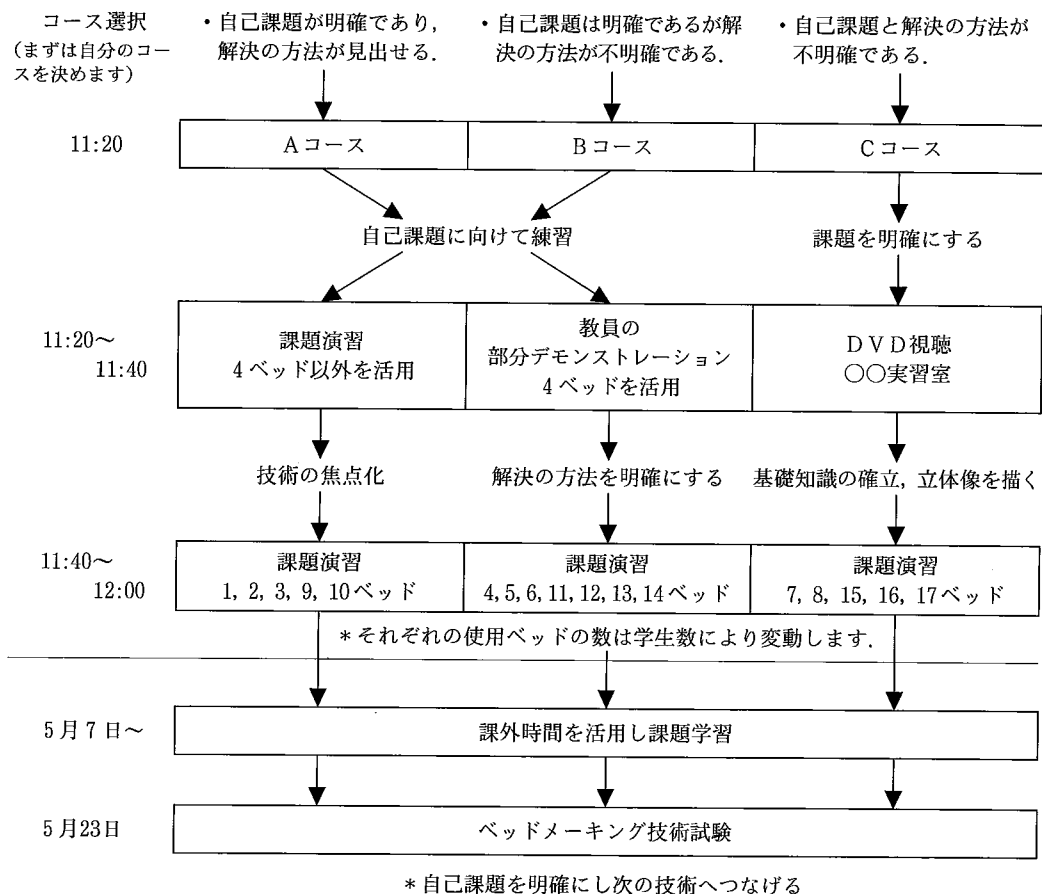 コース選択
(まずは自分のコー
スを決めます)
・自己課題が明確であり,
解決の方法が見出せる.
・自己課題は明確であるが解
決の方法が不明確である.
・自己課題と解決の方法が
不明確である.
11:20
Aコース
Bコース
Cコース
自己課題に向けて練習
課題を明確にする
11:20～
11:40
課題演習
4ベッド以外を活用
教員の
部分デモンストレーション
4ベッドを活用
DVD視聴
○○実習室
技術の焦点化
解決の方法を明確にする
基礎知識の確立, 立体像を描く
11:40～
12:00
課題演習
1, 2, 3, 9, 10ベッド
課題演習
4, 5, 6, 11, 12, 13, 14ベッド
課題演習
7, 8, 15, 16, 17ベッド
*それぞれの使用ベッドの数は学生数により変動します.
5月7日～
課外時間を活用し課題学習
5月23日
ベッドメーキング技術試験
*自己課題を明確にし次の技術へつなげる